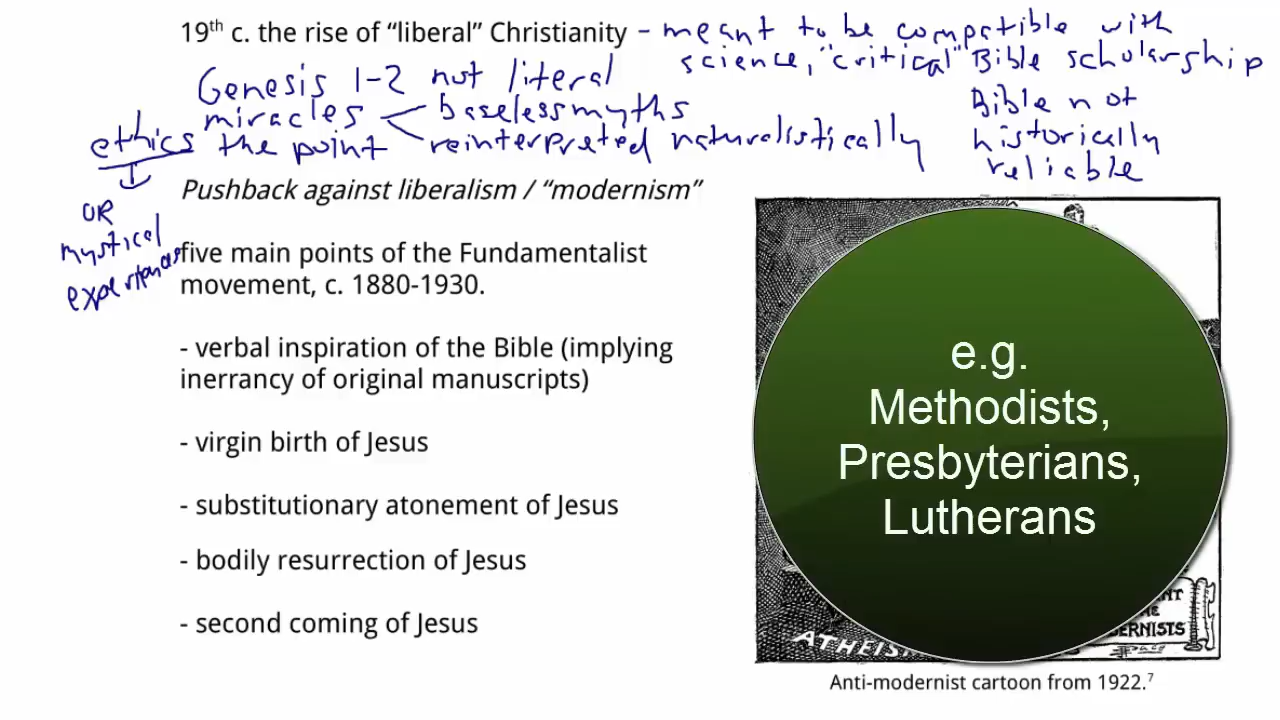 19th c. the rise of “liberal” Christianity - meant to be compatible with
science, "critical" Bible scholarship
Genesis 1-2 not literal
Bible not
historically
reliable
miracles
baseless myths
reinterpreted naturalistically
ethics the point
OR
mystical
experiences
Pushback against liberalism / “modernism”
five main points of the Fundamentalist
movement, c. 1880-1930.
- verbal inspiration of the Bible (implying
inerrancy of original manuscripts)
- virgin birth of Jesus
- substitutionary atonement of Jesus
- bodily resurrection of Jesus
- second coming of Jesus
e.g.
Methodists,
Presbyterians,
Lutherans
ATHEIS
ERNISTS
Anti-modernist cartoon from 1922.7